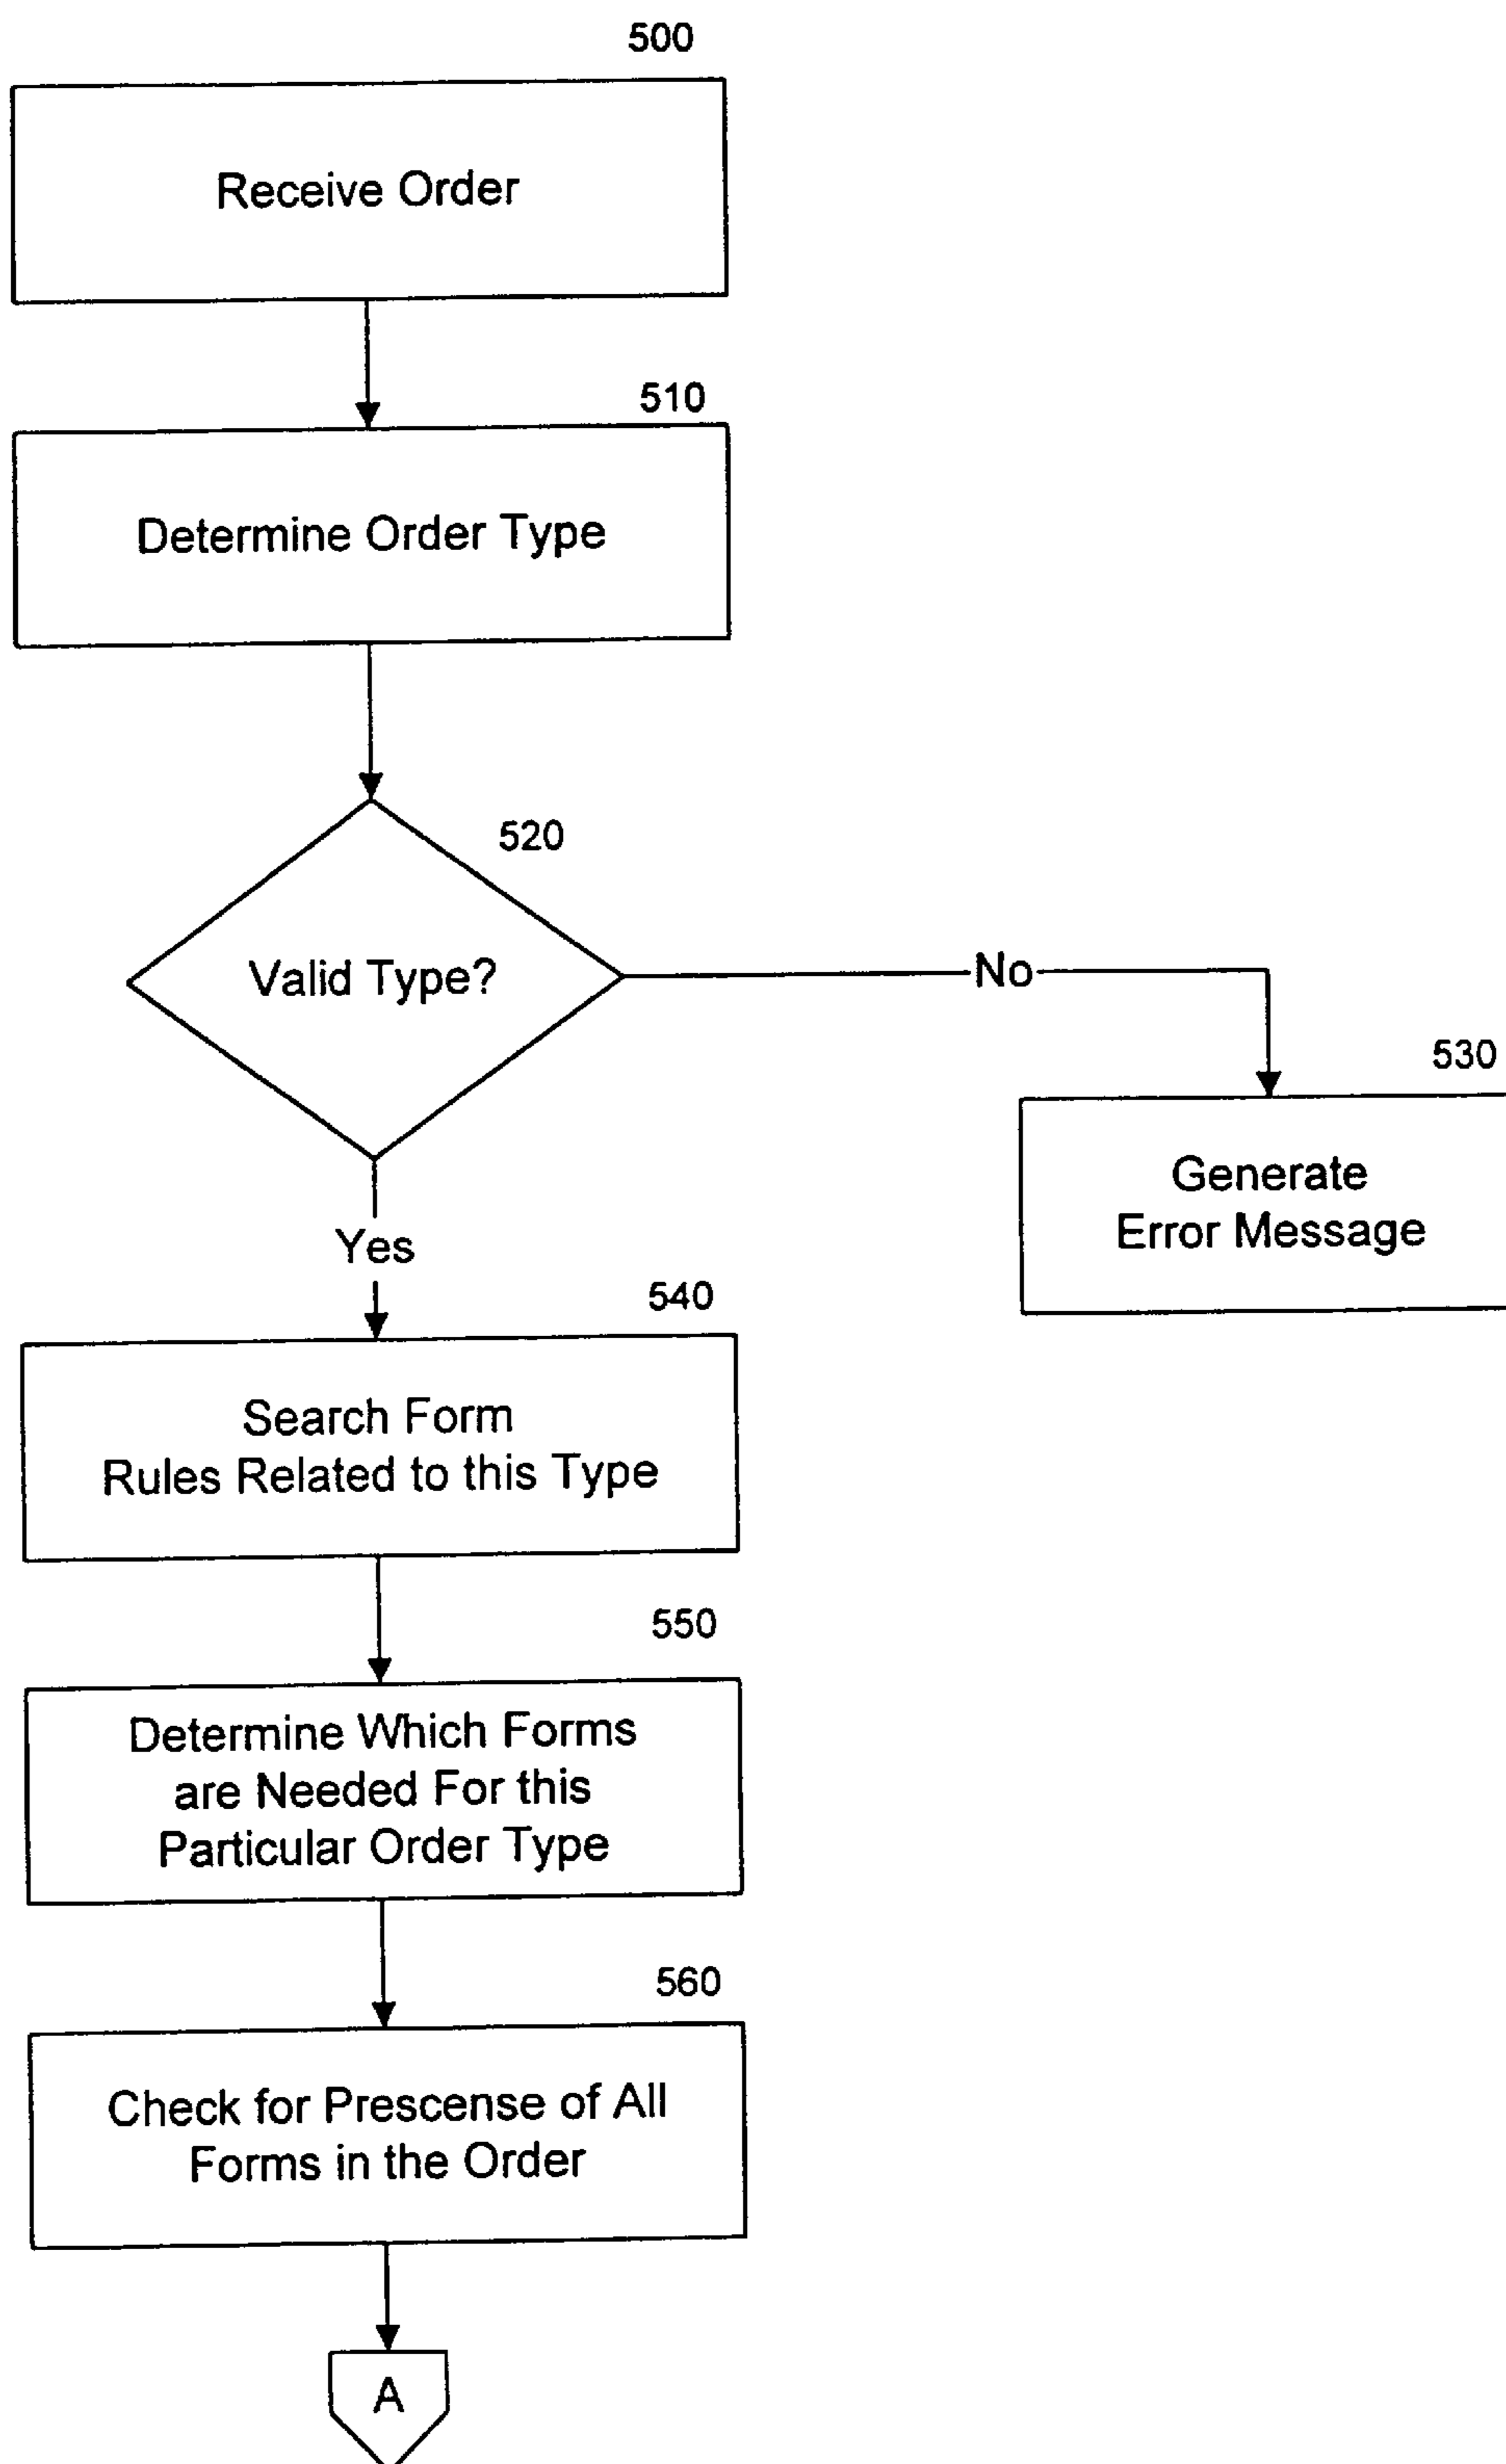 500
Receive Order
510
Determine Order Type
520
Valid Type?
No
530
Generate
Error Message
Yes
540
Search Form
Rules Related to this Type
550
Determine Which Forms
are Needed For this
Particular Order Type
560
Check for Prescense of All
Forms in the Order
A